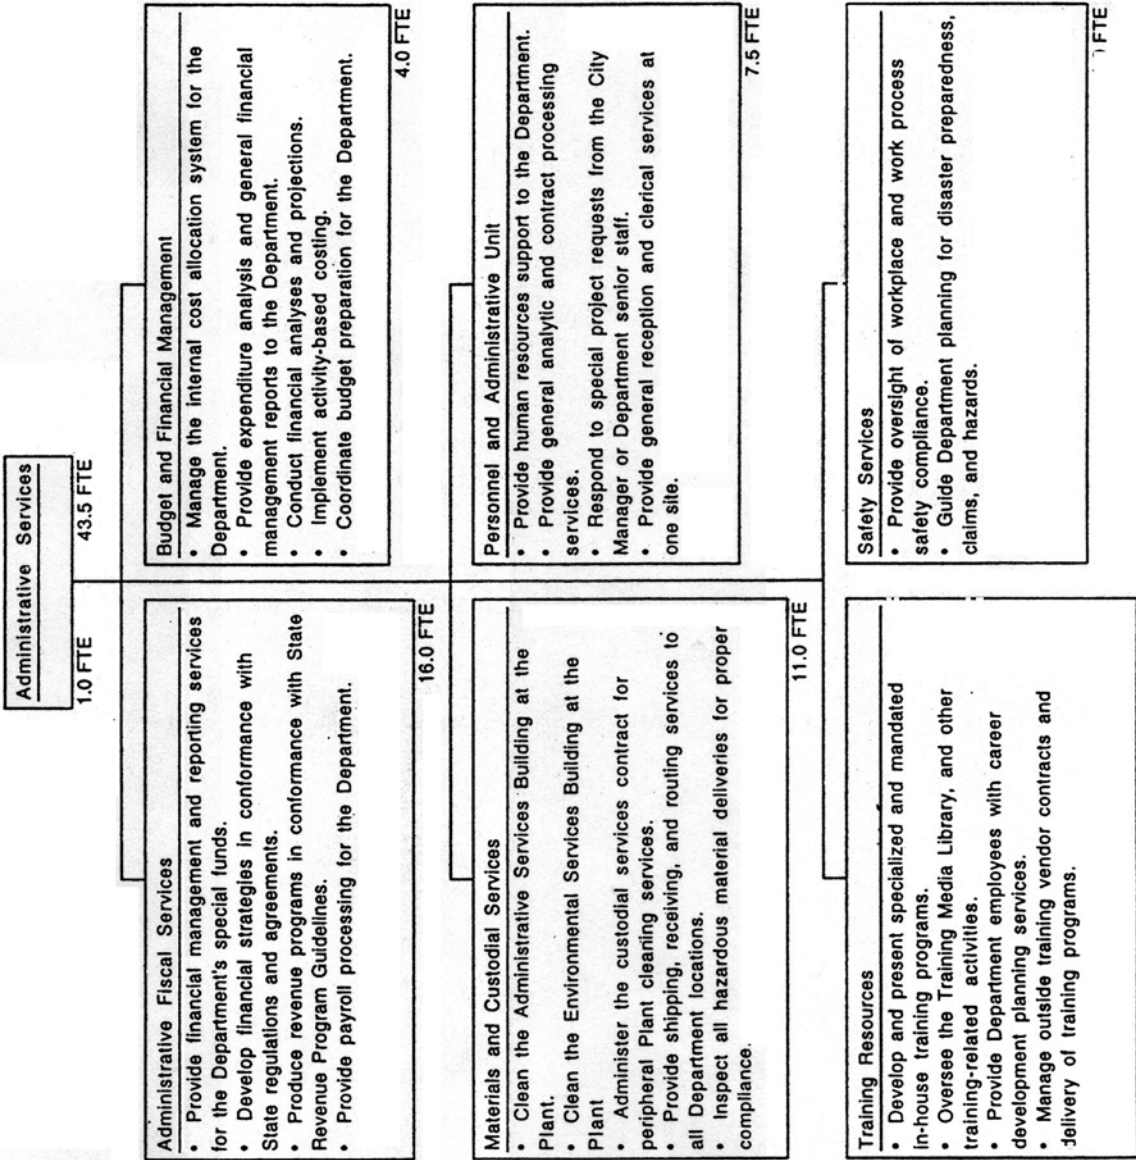 Administrative Services
1.0 FTE 43.5 FTE
Administrative Fiscal Services
• Provide financial management and reporting services
for the Department's special funds.
• Develop financial strategies in conformance with
State regulations and agreements.
• Produce revenue programs in conformance with State
Revenue Program Guidelines.
• Provide payroll processing for the Department.
16.0 FTE
Budget and Financial Management
• Manage the internal cost allocation system for the
Department.
• Provide expenditure analysis and general financial
management reports to the Department.
• Conduct financial analyses and projections.
• Implement activity-based costing.
• Coordinate budget preparation for the Department.
4.0 FTE
Materials and Custodial Services
• Clean the Administrative Services Building at the
Plant.
• Clean the Environmental Services Building at the
Plant
• Administer the custodial services contract for
peripheral Plant cleaning services.
• Provide shipping, receiving, and routing services to
all Department locations.
• Inspect all hazardous material deliveries for proper
compliance.
11.0 FTE
Personnel and Administrative Unit
• Provide human resources support to the Department.
• Provide general analytic and contract processing
services.
• Respond to special project requests from the City
Manager or Department senior staff.
• Provide general reception and clerical services at
one site.
7.5 FTE
Training Resources
• Develop and present specialized and mandated
in-house training programs.
• Oversee the Training Media Library, and other
training-related activities.
• Provide Department employees with career
development planning services.
• Manage outside training vendor contracts and
delivery of training programs.
Safety Services
• Provide oversight of workplace and work process
safety compliance.
• Guide Department planning for disaster preparedness,
claims, and hazards.
FTE